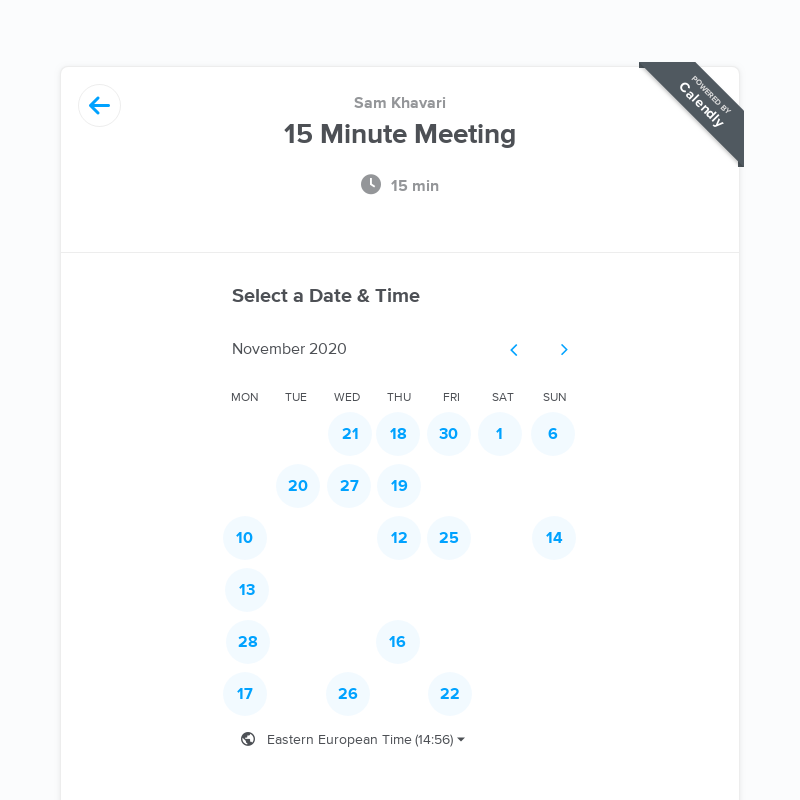 Sam Khavari
15 Minute Meeting
15 min
POWERED BY
Calendly
Select a Date & Time
November 2020
MON TUE WED THU FRI SAT SUN
21 18 30 1 6
20 27 19
10 12 25 14
13
28 16
17 26 22
Eastern European Time (14:56)